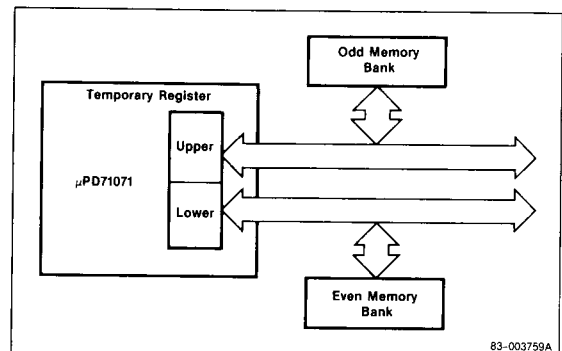 Odd Memory
Bank
Temporary Register
Upper
μPD71071
Lower
Even Memory
Bank
83-003759A